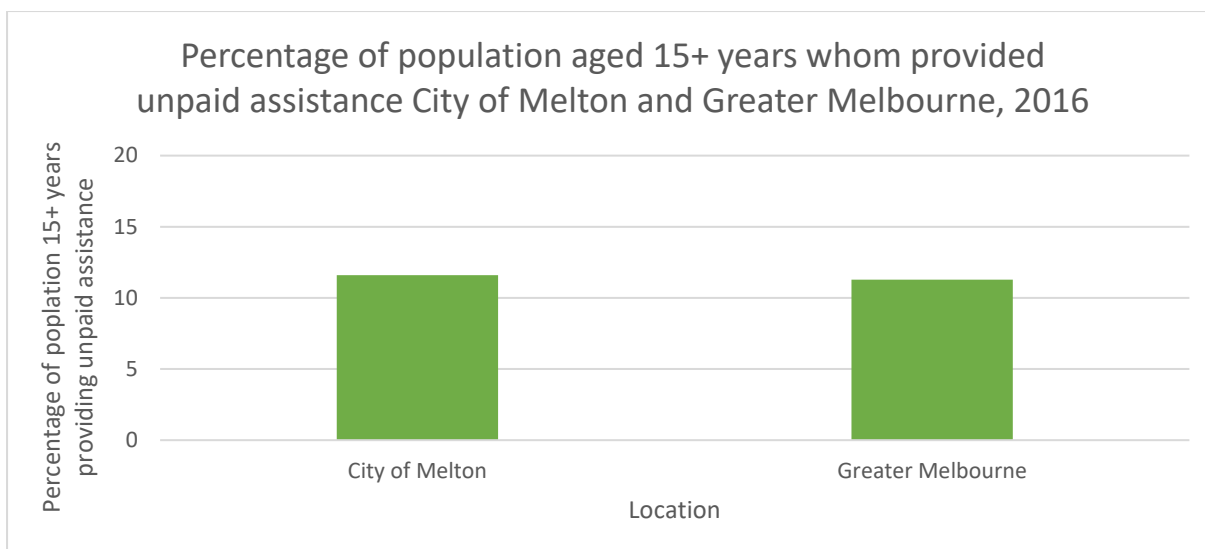 Percentage of population aged 15+ years whom provided
unpaid assistance City of Melton and Greater Melbourne, 2016
Percentage of poplation 15+ years
providing unpaid assistance
20
15
10
5
0
City of Melton
Greater Melbourne
Location